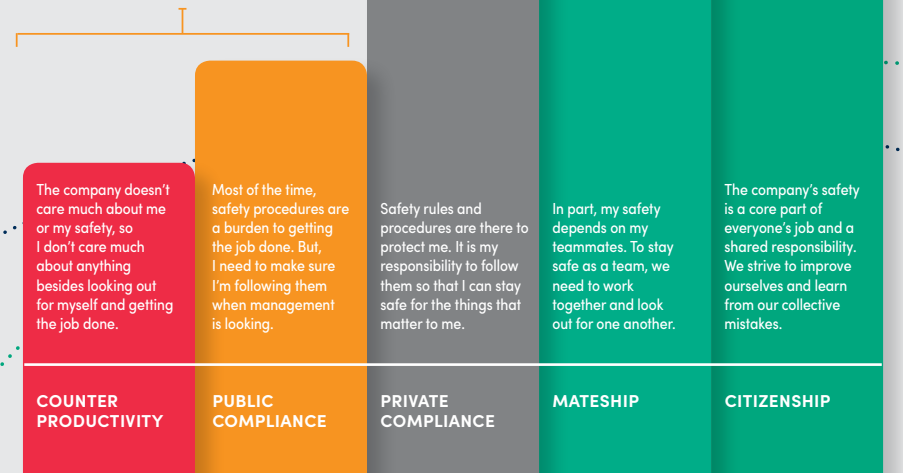 The company doesn't
care much about me
or my safety, so
I don't care much
about anything
besides looking out
for myself and getting
the job done.
Most of the time,
safety procedures are
a burden to getting
the job done. But,
I need to make sure
I'm following them
when management
is looking.
Safety rules and
procedures are there to
protect me. It is my
responsibility to follow
them so that I can stay
safe for the things that
matter to me.
In part, my safety
depends on my
teammates. To stay
safe as a team, we
need to work
together and look
out for one another.
The company's safety
is a core part of
everyone's job and a
shared responsibility.
We strive to improve
ourselves and learn
from our collective
mistakes.
COUNTER
PRODUCTIVITY
PUBLIC
COMPLIANCE
PRIVATE
COMPLIANCE
MATESHIP
CITIZENSHIP